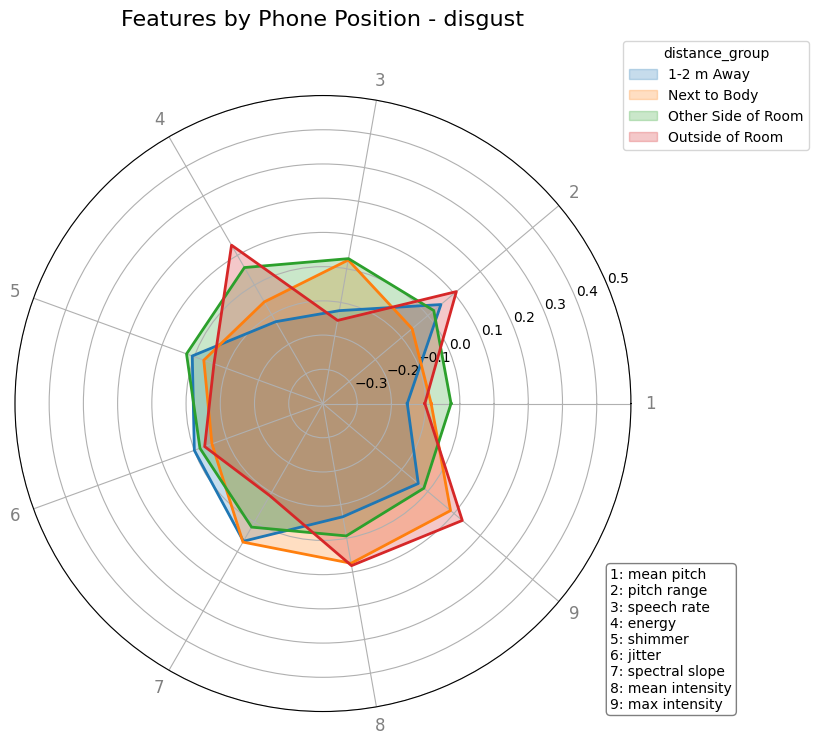 Features by Phone Position - disgust
distance_group
1-2 m Away
Next to Body
Other Side of Room
Outside of Room
3
4
2
5
0.5
0.4
0.3
0.2
0.1
0.0
−0.1
−0.2
−0.3
1
6
7
8
9
1: mean pitch
2: pitch range
3: speech rate
4: energy
5: shimmer
6: jitter
7: spectral slope
8: mean intensity
9: max intensity